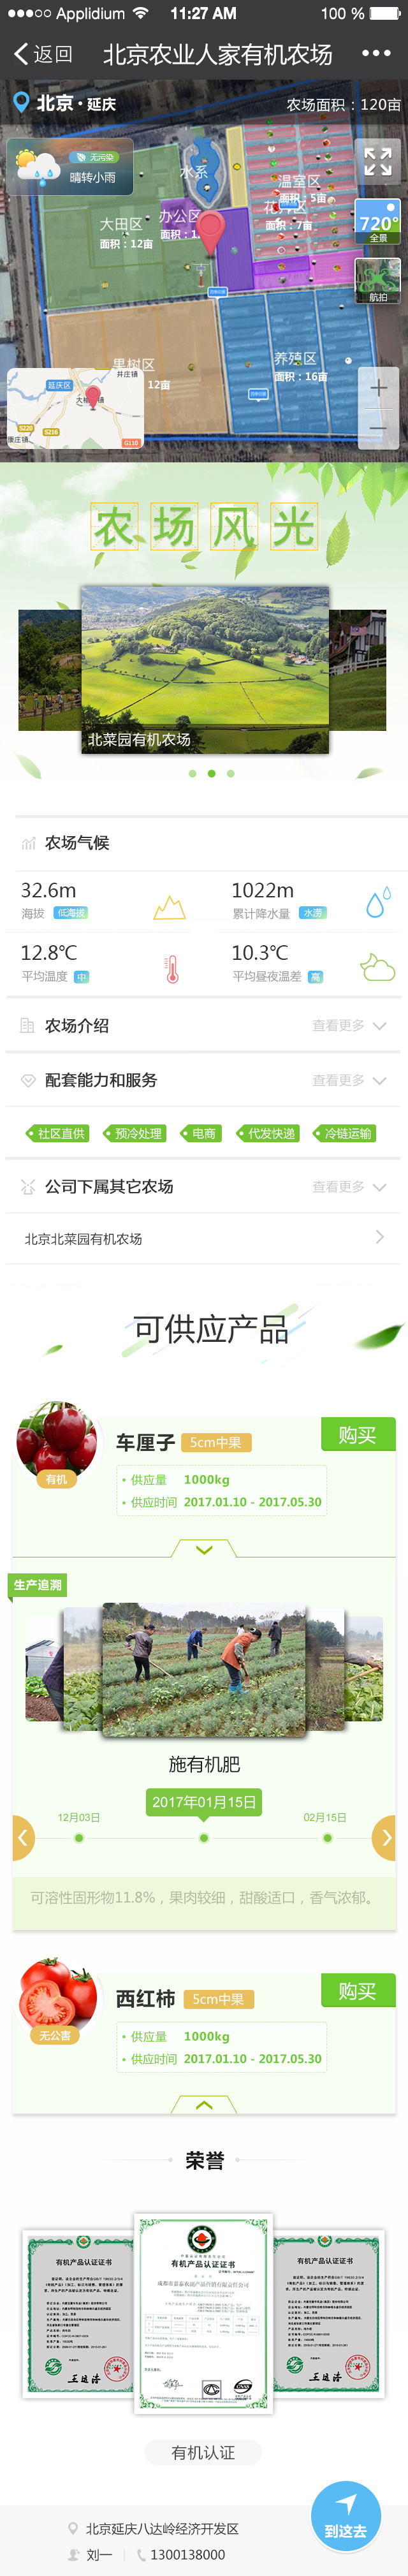 Applidium 11:27 AM 100 %
返回 北京农业人家有机农场
北京·延庆 农场面积：120亩
无污染
晴转小雨
水系
温室区
面积：5亩
大田区
面积：12亩
办公区
面积：1.
面积：7亩
720°
全景
航拍
果树区
12亩
养殖区
面积：16亩
延庆区
井庄镇
S220
S216
G110
农场风光
北菜园有机农场
农场气候
32.6m
海拔 低海拔
1022m
累计降水量 水涝
12.8℃
平均温度 中
10.3℃
平均昼夜温差 高
农场介绍 查看更多
配套能力和服务 查看更多
社区直供 预冷处理 电商 代发快递 冷链运输
公司下属其它农场 查看更多
北京北菜园有机农场
可供应产品
车厘子 5cm中果 购买
有机
供应量 1000kg
供应时间 2017.01.10 - 2017.05.30
生产追溯
施有机肥
12月03日 2017年01月15日 02月15日
可溶性固形物11.8%，果肉较细，甜酸适口，香气浓郁。
西红柿 5cm中果 购买
无公害
供应量 1000kg
供应时间 2017.01.10 - 2017.05.30
荣誉
有机产品认证证书
有机产品认证证书
有机产品认证证书
有机认证
到这去
北京延庆八达岭经济开发区
刘一 1300138000